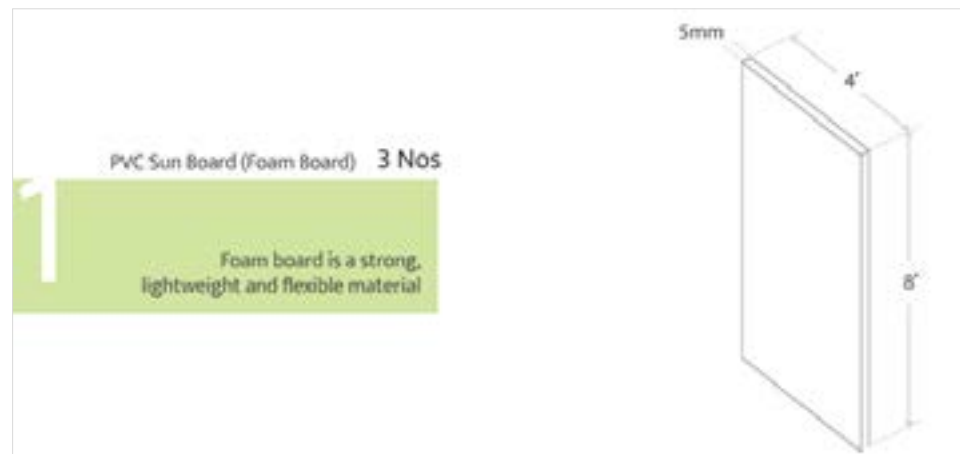 5mm
4'
PVC Sun Board (Foam Board) 3 Nos
1
Foam board is a strong,
lightweight and flexible material
8'